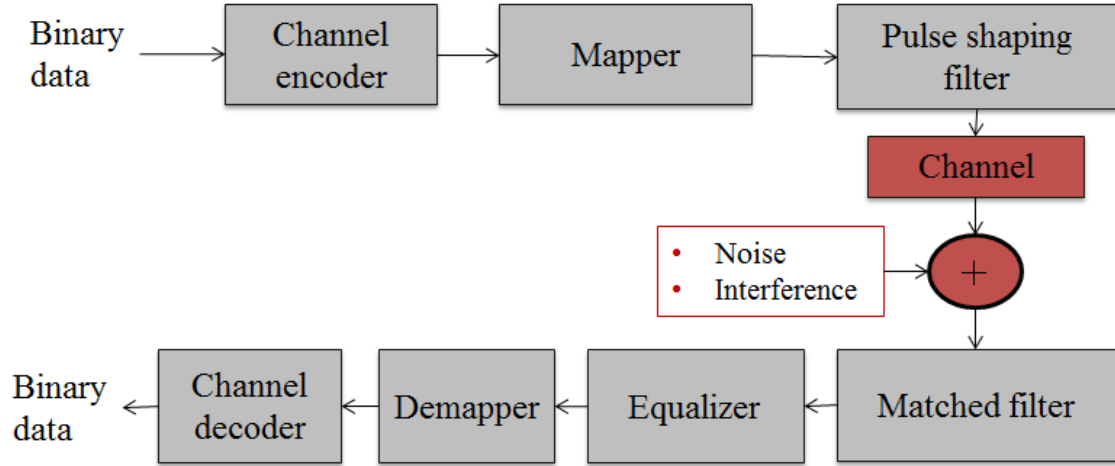 Binary
data
Channel
encoder
Mapper
Pulse shaping
filter
Channel
• Noise
• Interference
+
Binary
data
Channel
decoder
Demapper
Equalizer
Matched filter